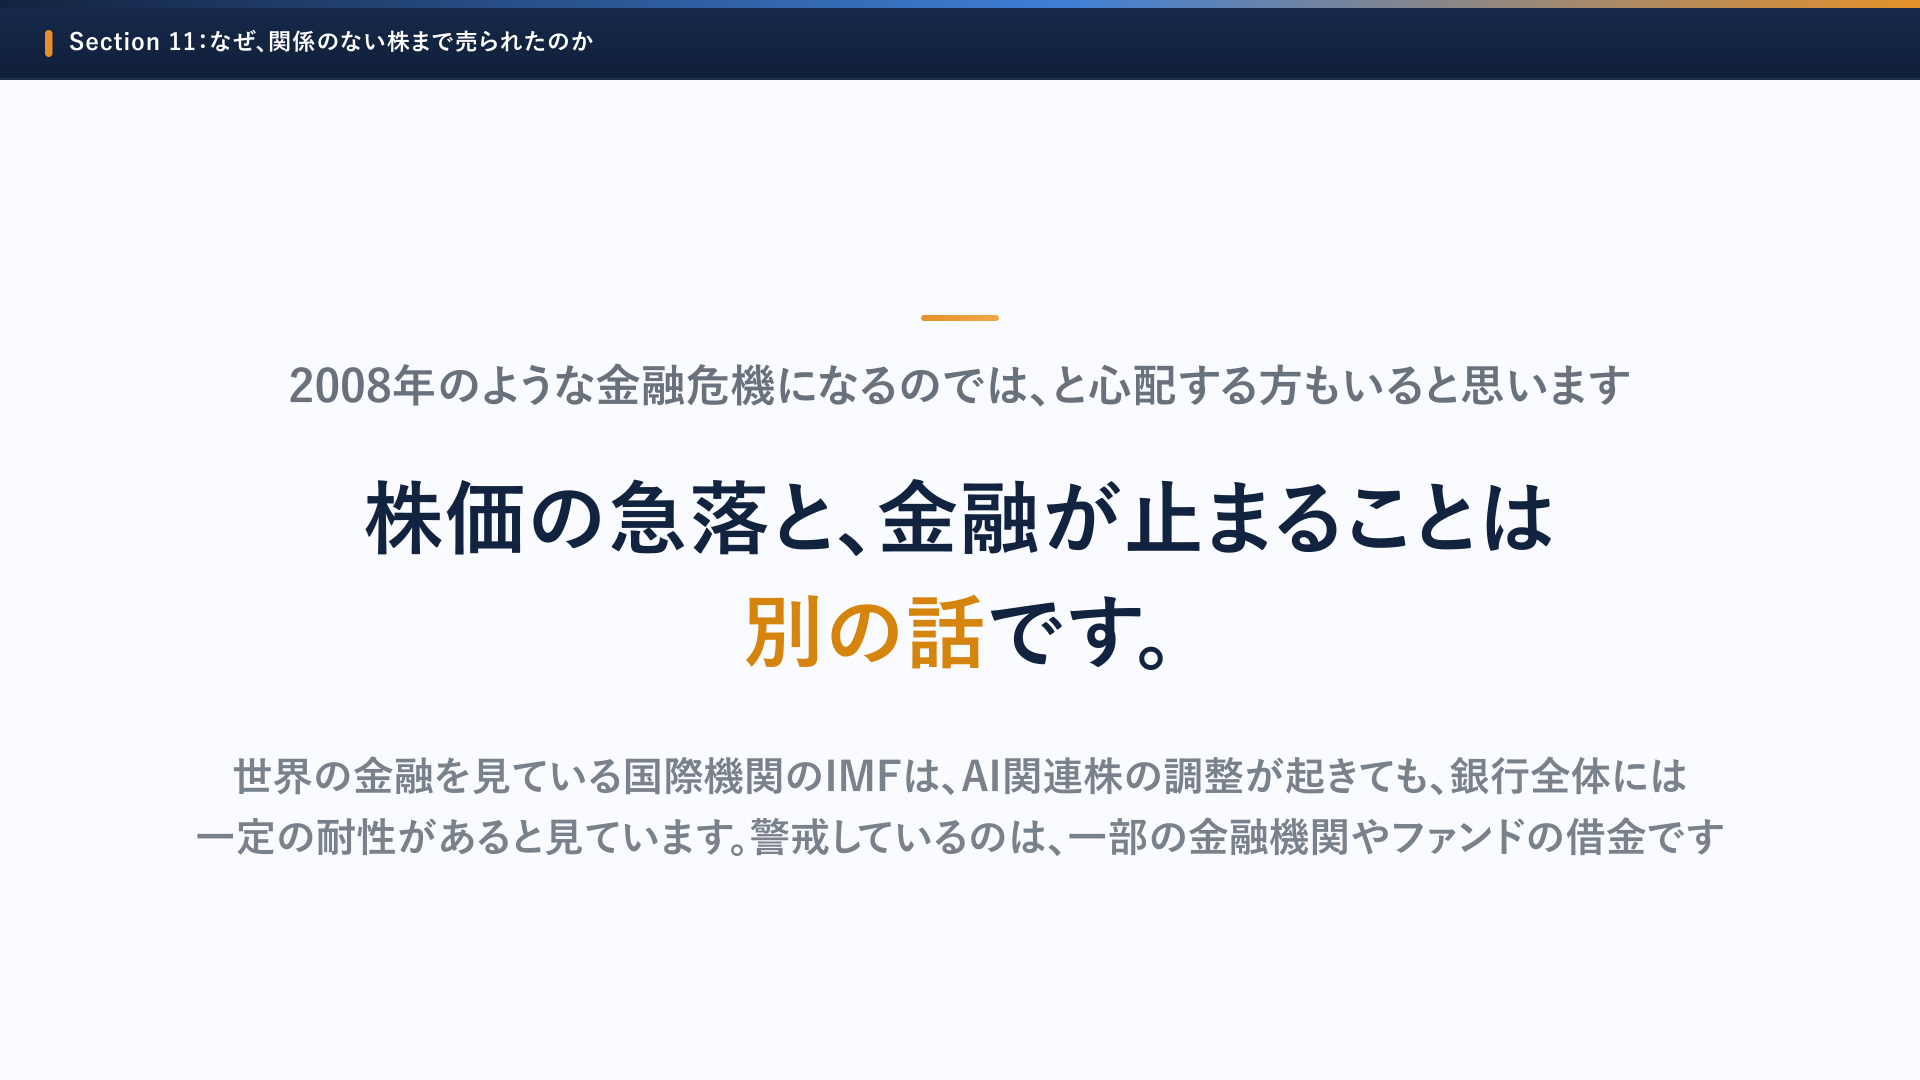 Section 11：なぜ、関係のない株まで売られたのか
2008年のような金融危機になるのでは、と心配する方もいると思います
株価の急落と、金融が止まることは
別の話です。
世界の金融を見ている国際機関のIMFは、AI関連株の調整が起きても、銀行全体には
一定の耐性があると見ています。警戒しているのは、一部の金融機関やファンドの借金です